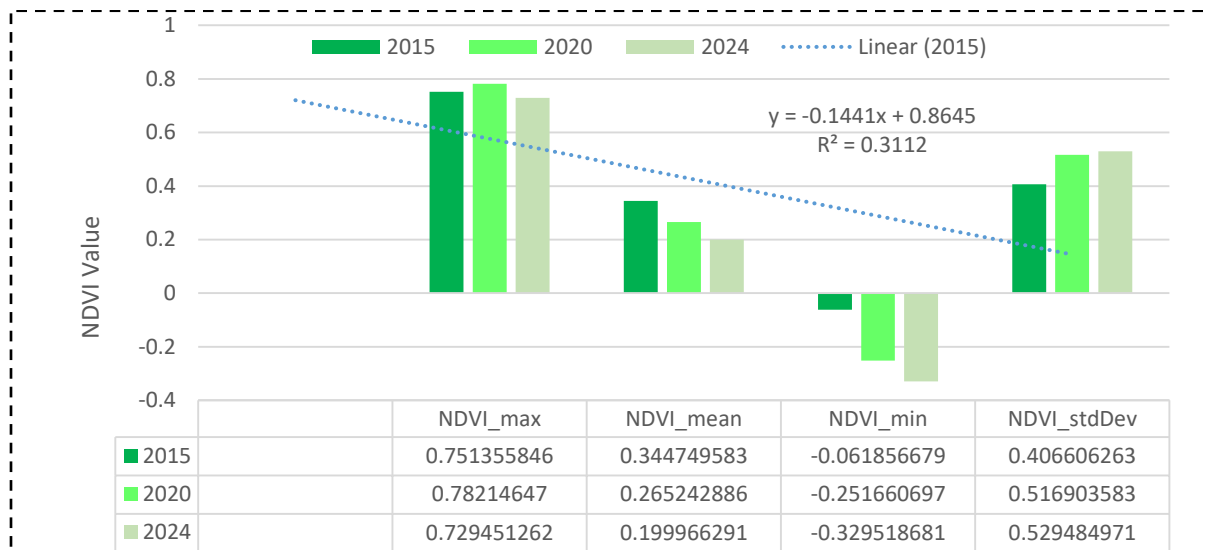 1
2015 2020 2024 Linear (2015)
0.8
y = -0.1441x + 0.8645
R² = 0.3112
0.6
0.4
0.2
0
-0.2
-0.4
NDVI Value
NDVI_max NDVI_mean NDVI_min NDVI_stdDev
2015 0.751355846 0.344749583 -0.061856679 0.406606263
2020 0.78214647 0.265242886 -0.251660697 0.516903583
2024 0.729451262 0.199966291 -0.329518681 0.529484971